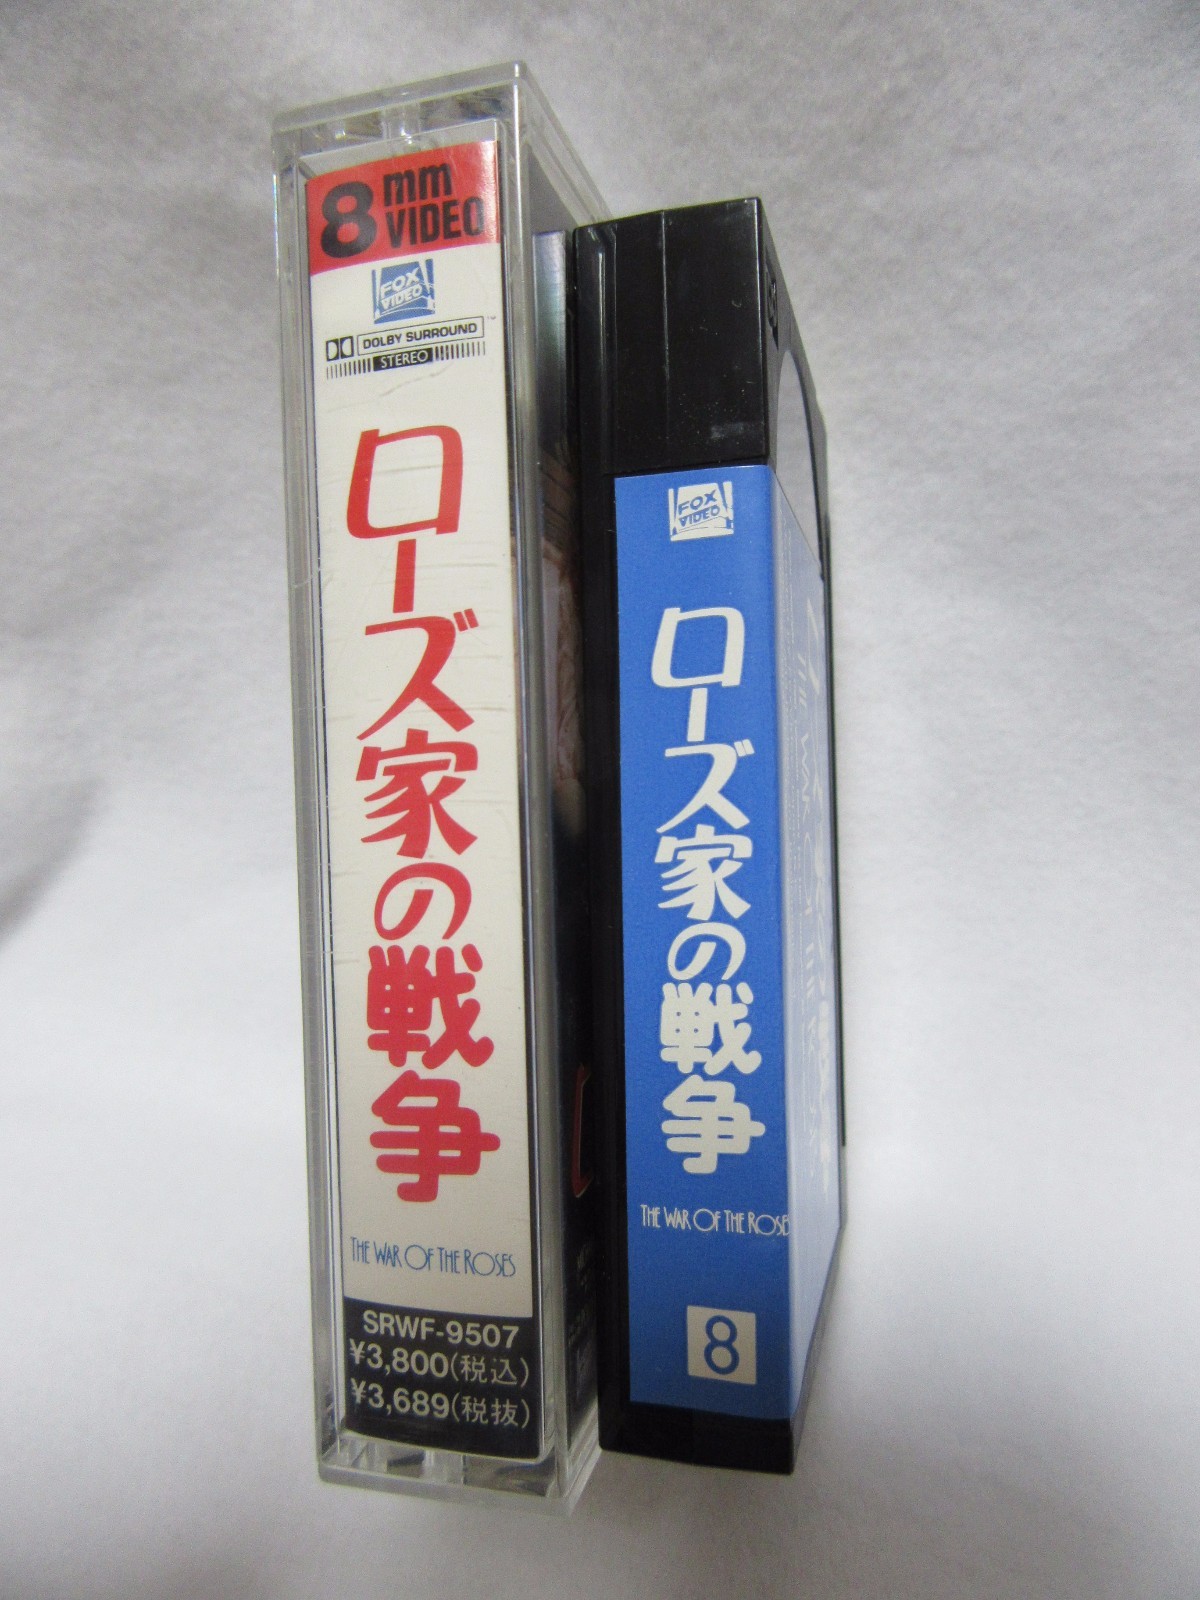 8 mm VIDEO
FOX VIDEO
DOLBY SURROUND
STEREO
ローズ家の戦争
THE WAR OF THE ROSES
SRWF-9507
¥3,800(税込)
¥3,689(税抜)
FOX VIDEO
ローズ家の戦争
THE WAR OF THE ROSES
8